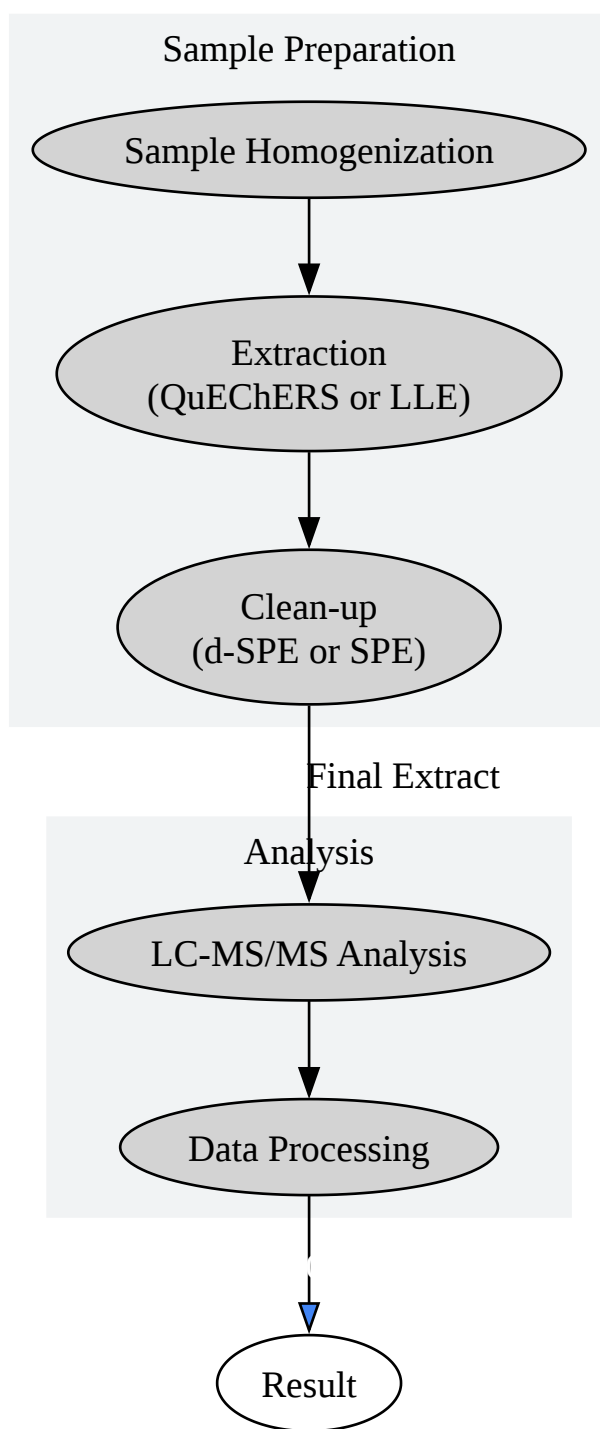 Sample Preparation
Sample Homogenization
Extraction
(QuEChERS or LLE)
Clean-up
(d-SPE or SPE)
Final Extract
Analysis
LC-MS/MS Analysis
Data Processing
Result